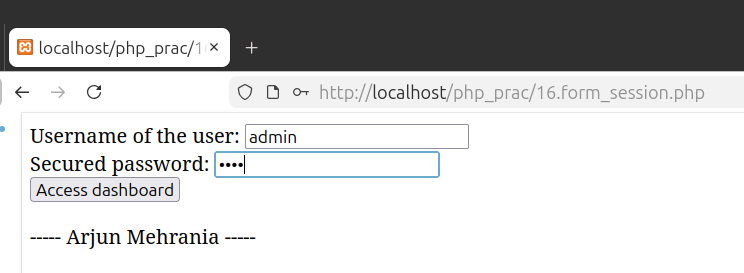 localhost/php_prac/16
http://localhost/php_prac/16.form_session.php
Username of the user: admin
Secured password: ••••
Access dashboard
----- Arjun Mehrania -----